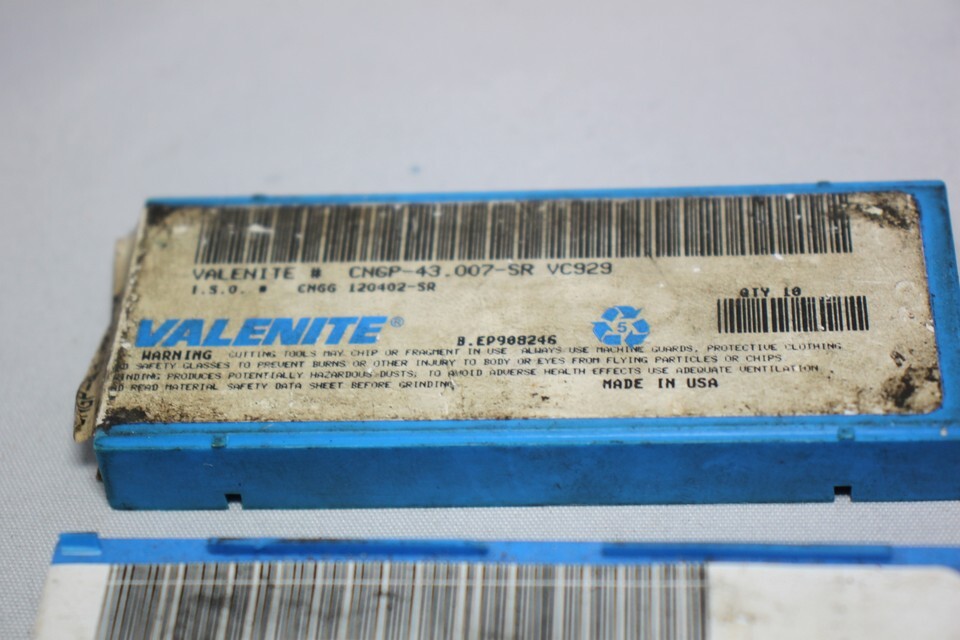 VALENITE # CNGP-43.007-SR VC929
I.S.O. # CNGG 120402-SR
QTY 10
VALENITE®
B.EP908246
5
WARNING CUTTING TOOLS MAY CHIP OR FRAGMENT IN USE ALWAYS USE MACHINE GUARDS, PROTECTIVE CLOTHING
SAFETY GLASSES TO PREVENT BURNS OR OTHER INJURY TO BODY OR EYES FROM FLYING PARTICLES OR CHIPS.
PRODUCES POTENTIALLY HAZARDOUS DUSTS; TO AVOID ADVERSE HEALTH EFFECTS USE ADEQUATE VENTILATION
READ MATERIAL SAFETY DATA SHEET BEFORE GRINDING
MADE IN USA